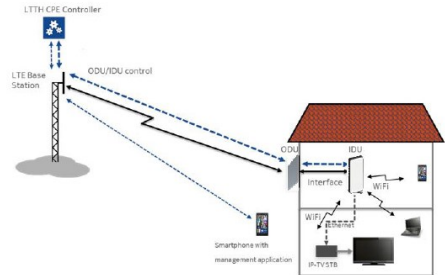 LTTH CPE Controller
LTE Base
Station
ODU/IDU control
ODU
IDU
Interface
WiFi
WiFi
Ethernet
Smartphone with
management application
IP-TV STB